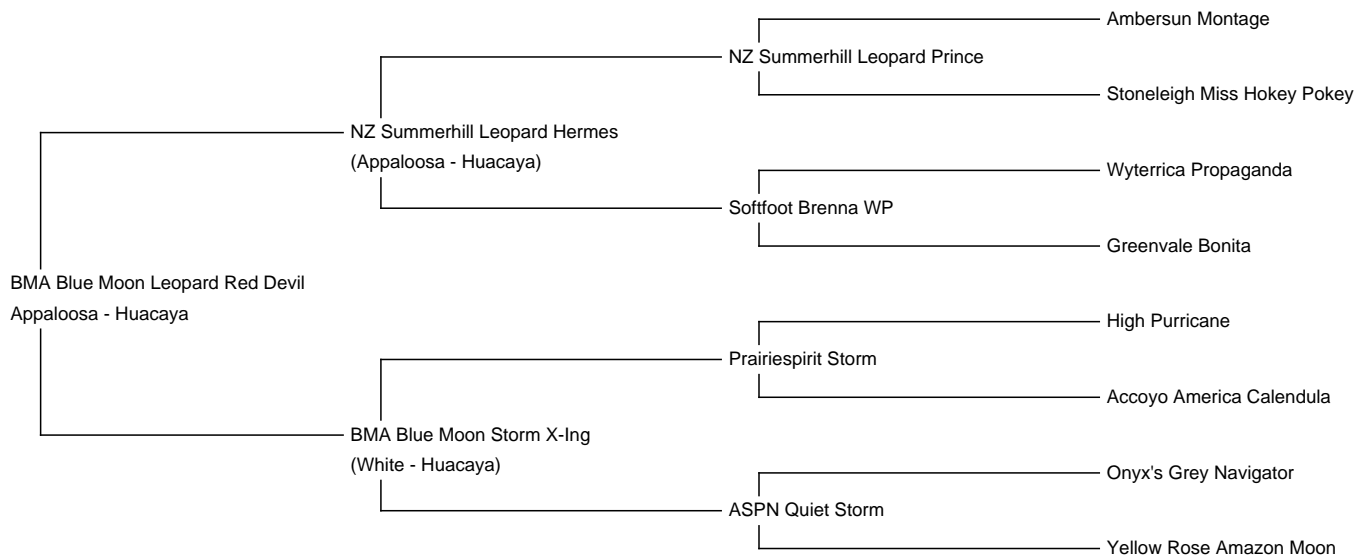 Ambersun Montage
NZ Summerhill Leopard Prince
Stoneleigh Miss Hokey Pokey
NZ Summerhill Leopard Hermes
(Appaloosa - Huacaya)
Wyterrica Propaganda
Softfoot Brenna WP
Greenvale Bonita
BMA Blue Moon Leopard Red Devil
Appaloosa - Huacaya
High Purricane
Prairiespirit Storm
Accoyo America Calendula
BMA Blue Moon Storm X-Ing
(White - Huacaya)
Onyx's Grey Navigator
ASPN Quiet Storm
Yellow Rose Amazon Moon